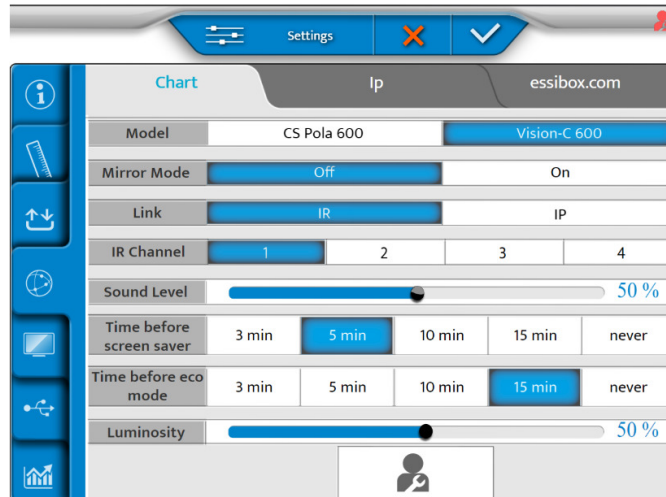 Settings
Chart Ip essibox.com
Model CS Pola 600 Vision-C 600
Mirror Mode Off On
Link IR IP
IR Channel 1 2 3 4
Sound Level 50 %
Time before
screen saver 3 min 5 min 10 min 15 min never
Time before eco
mode 3 min 5 min 10 min 15 min never
Luminosity 50 %